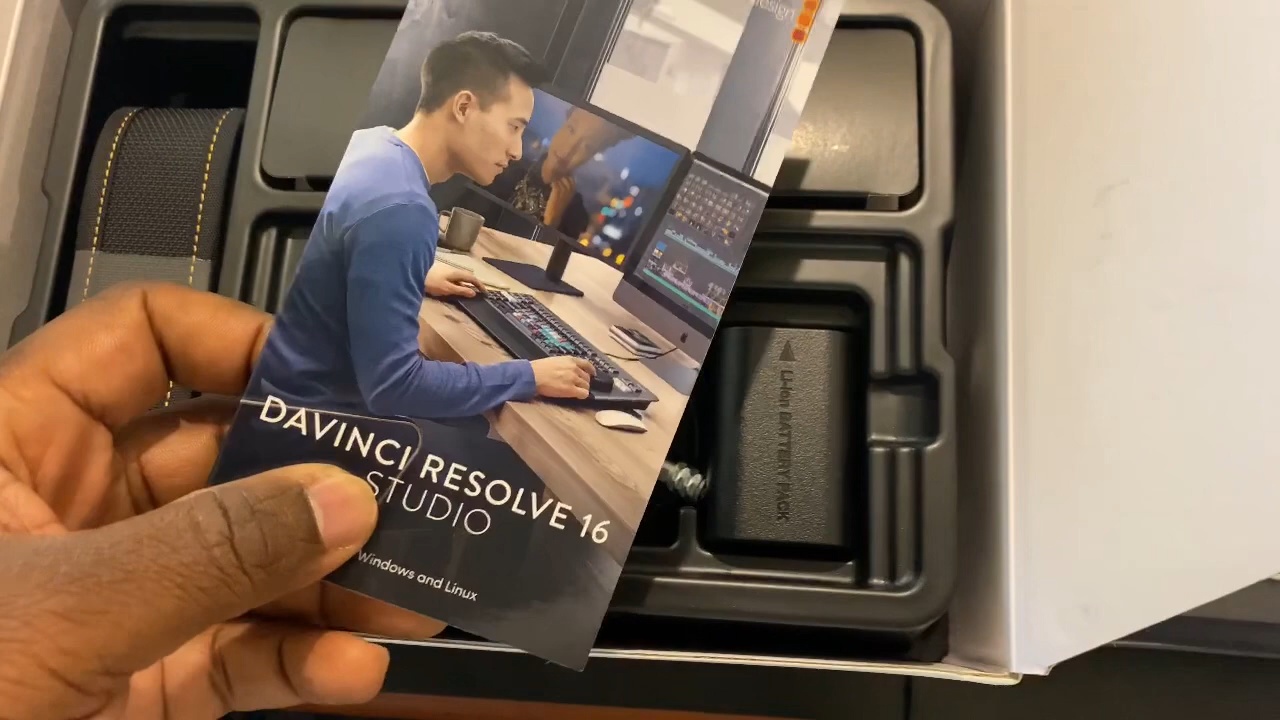 DAVINCI RESOLVE 16
STUDIO
Windows and Linux
Li-Ion BATTERY PACK